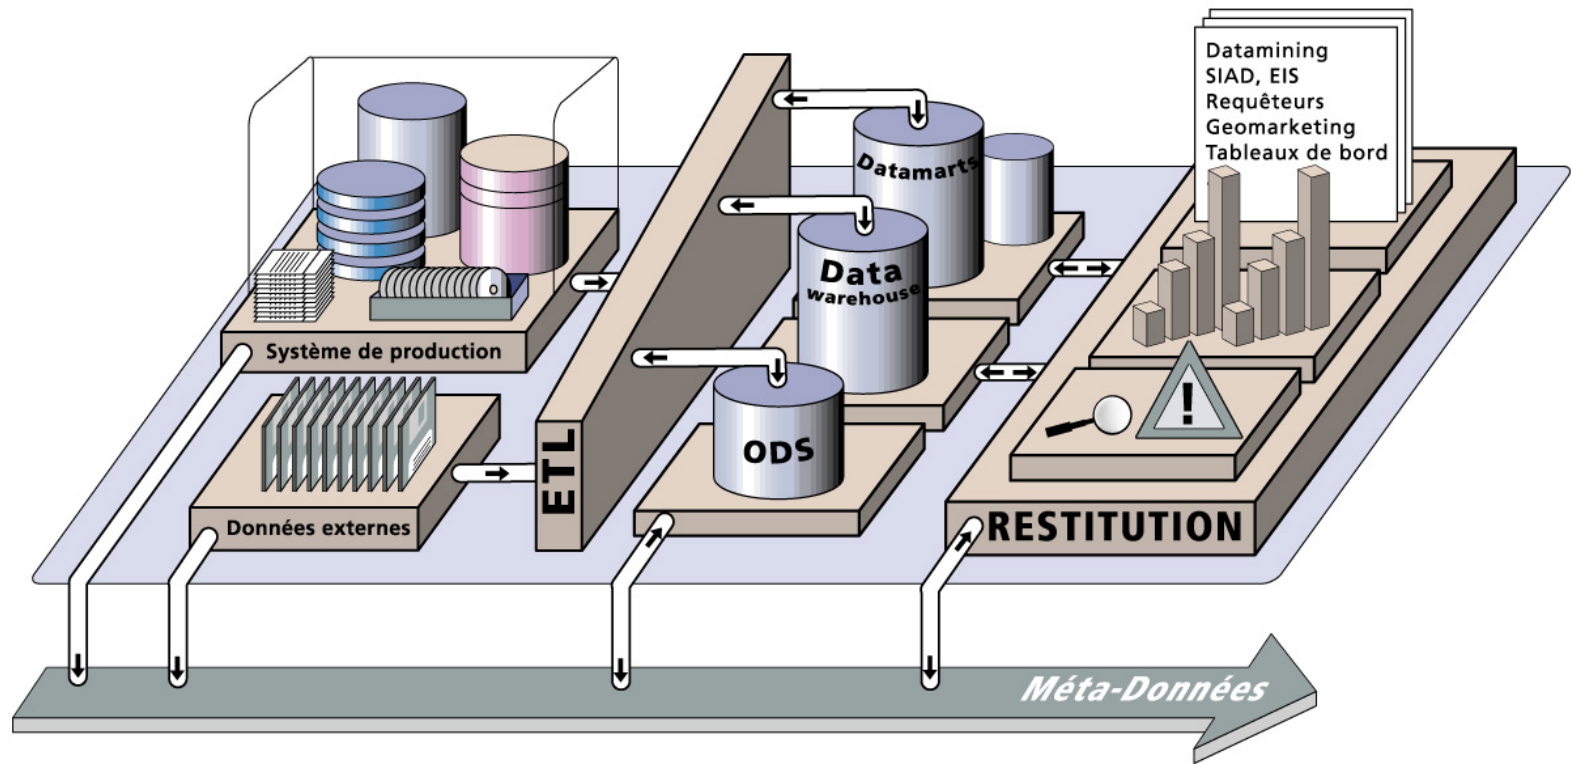 Datamining
SIAD, EIS
Requêteurs
Geomarketing
Tableaux de bord
Datamarts
Data
warehouse
ODS
Système de production
Données externes
ETL
RESTITUTION
!
Méta-Données